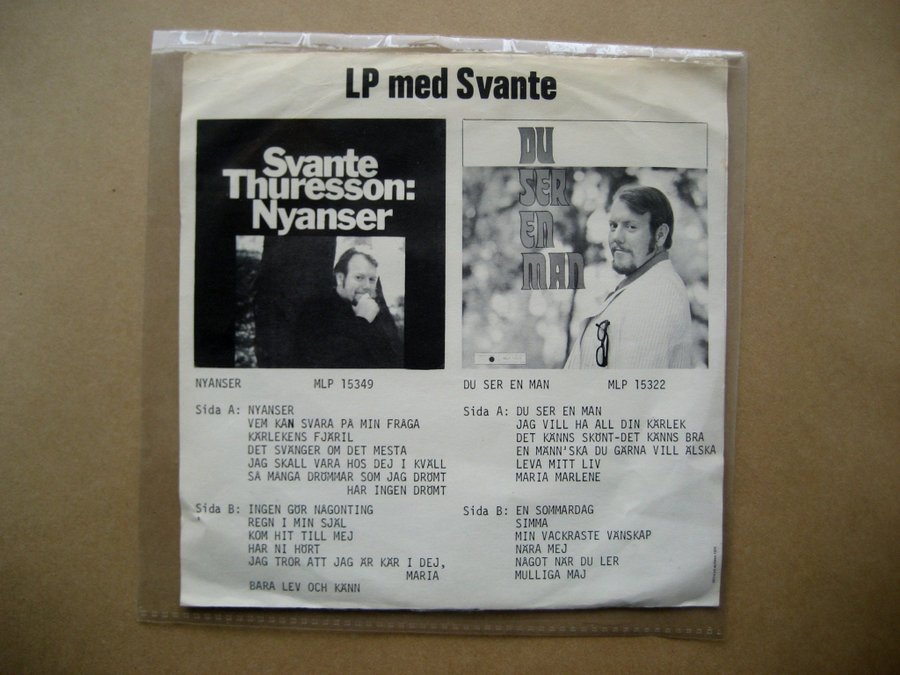 LP med Svante
Svante
Thuresson:
Nyanser
DU
SER
EN
MAN
NYANSER MLP 15349
Sida A: NYANSER
VEM KAN SVARA PÅ MIN FRÅGA
KÄRLEKENS FJÄRIL
DET SVÄNGER OM DET MESTA
JAG SKALL VARA HOS DEJ I KVÄLL
SÅ MÅNGA DRÖMMAR SOM JAG DRÖMT
HAR INGEN DRÖMT
Sida B: INGEN GÖR NÅGONTING
REGN I MIN SJÄL
KOM HIT TILL MEJ
HAR NI HÖRT
JAG TROR ATT JAG ÄR KÄR I DEJ,
MARIA
BARA LEV OCH KÄNN
DU SER EN MAN MLP 15322
Sida A: DU SER EN MAN
JAG VILL HA ALL DIN KÄRLEK
DET KÄNNS SKÖNT-DET KÄNNS BRA
EN MÄNN'SKA DU GÄRNA VILL ÄLSKA
LEVA MITT LIV
MARIA MARLENE
Sida B: EN SOMMARDAG
SIMMA
MIN VACKRASTE VÄNSKAP
NÄRA MEJ
NÅGOT NÄR DU LER
MULLIGA MAJ